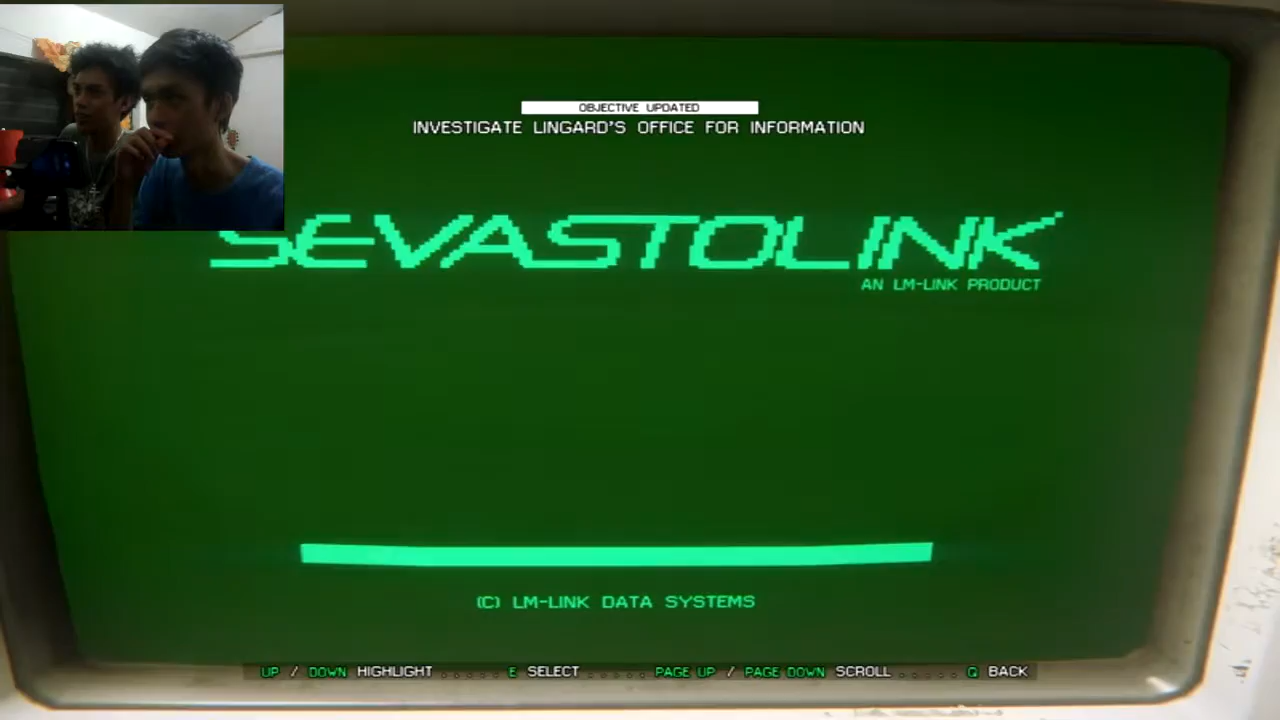 OBJECTIVE UPDATED
INVESTIGATE LINGARD'S OFFICE FOR INFORMATION
SEVASTOLINK
AN LM-LINK PRODUCT
(C) LM-LINK DATA SYSTEMS
UP / DOWN HIGHLIGHT ..... E SELECT ...... PAGE UP / PAGE DOWN SCROLL ..... Q BACK